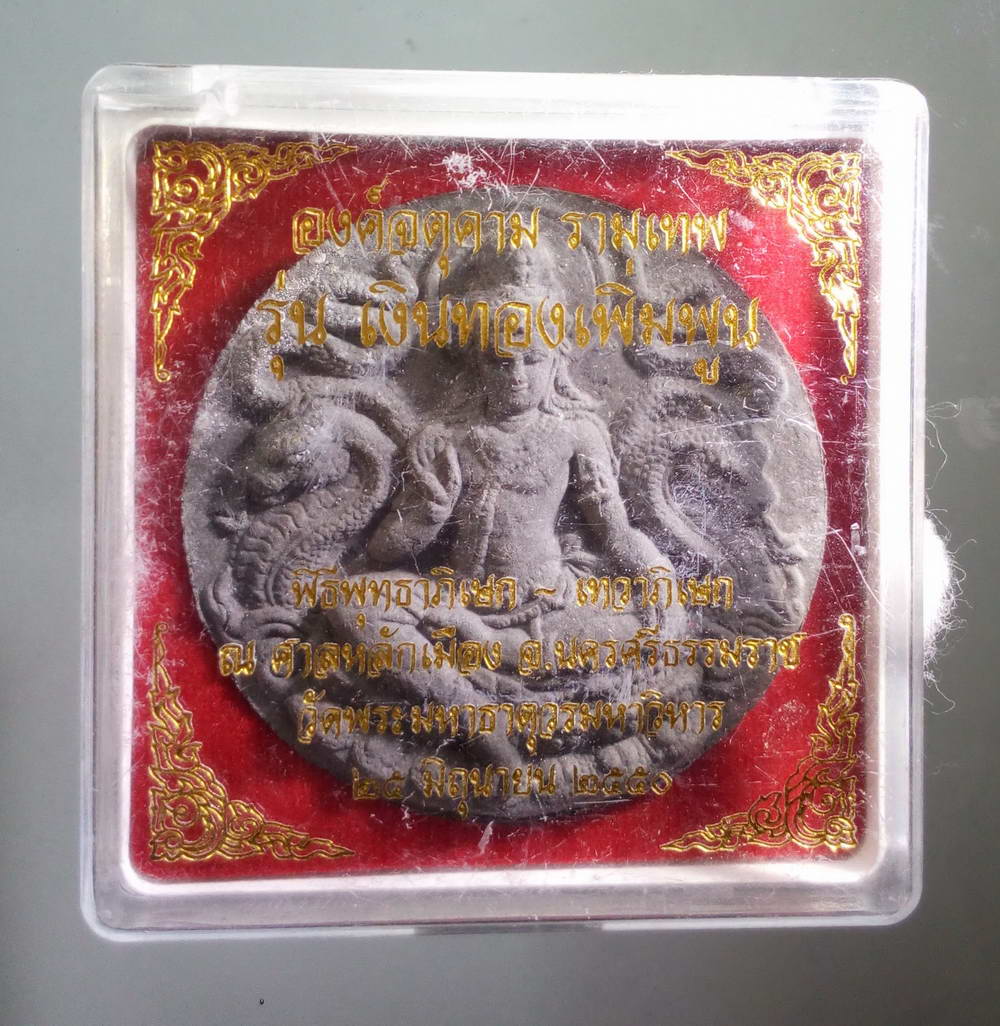 องค์จตุคาม รามเทพ
รุ่น เงินทองเพิ่มพูน
พิธีพุทธาภิเษก ~ เทวาภิเษก
ณ ศาลหลักเมือง อ.นครศรีธรรมราช
วัดพระมหาธาตุวรมหาวิหาร
๒๕ มิถุนายน ๒๕๕๐